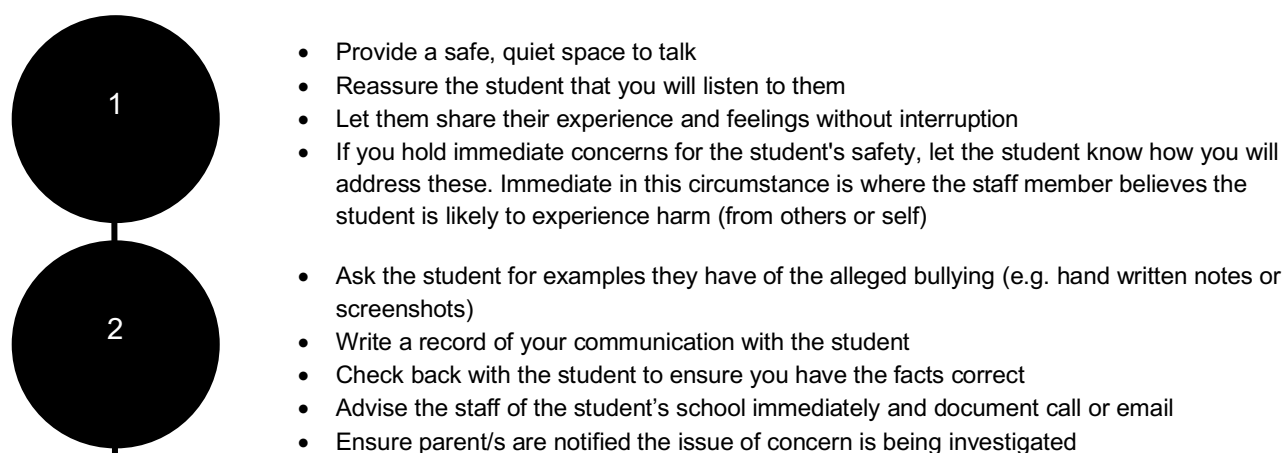 1
• Provide a safe, quiet space to talk
• Reassure the student that you will listen to them
• Let them share their experience and feelings without interruption
• If you hold immediate concerns for the student's safety, let the student know how you will
address these. Immediate in this circumstance is where the staff member believes the
student is likely to experience harm (from others or self)
2
• Ask the student for examples they have of the alleged bullying (e.g. hand written notes or
screenshots)
• Write a record of your communication with the student
• Check back with the student to ensure you have the facts correct
• Advise the staff of the student’s school immediately and document call or email
• Ensure parent/s are notified the issue of concern is being investigated